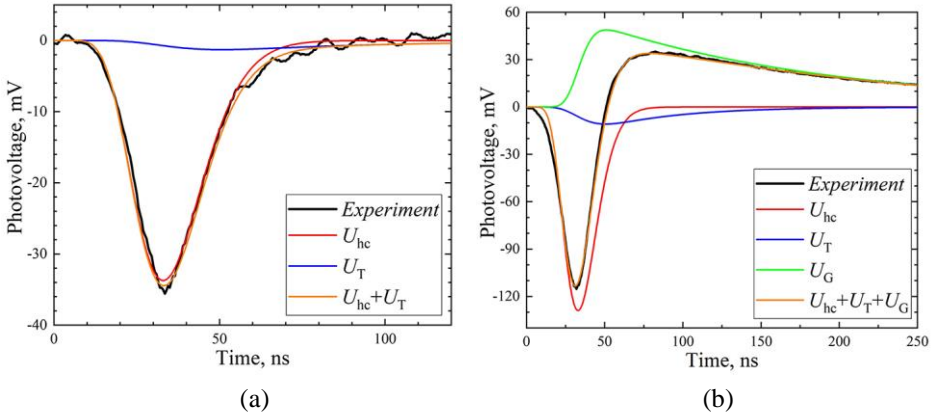 0
-10
-20
-30
-40
Photovoltage, mV
0
50
100
Time, ns
Experiment
U_hc
U_T
U_hc+U_T
(a)
60
30
0
-30
-60
-90
-120
Photovoltage, mV
0
50
100
150
200
250
Time, ns
Experiment
U_hc
U_T
U_G
U_hc+U_T+U_G
(b)